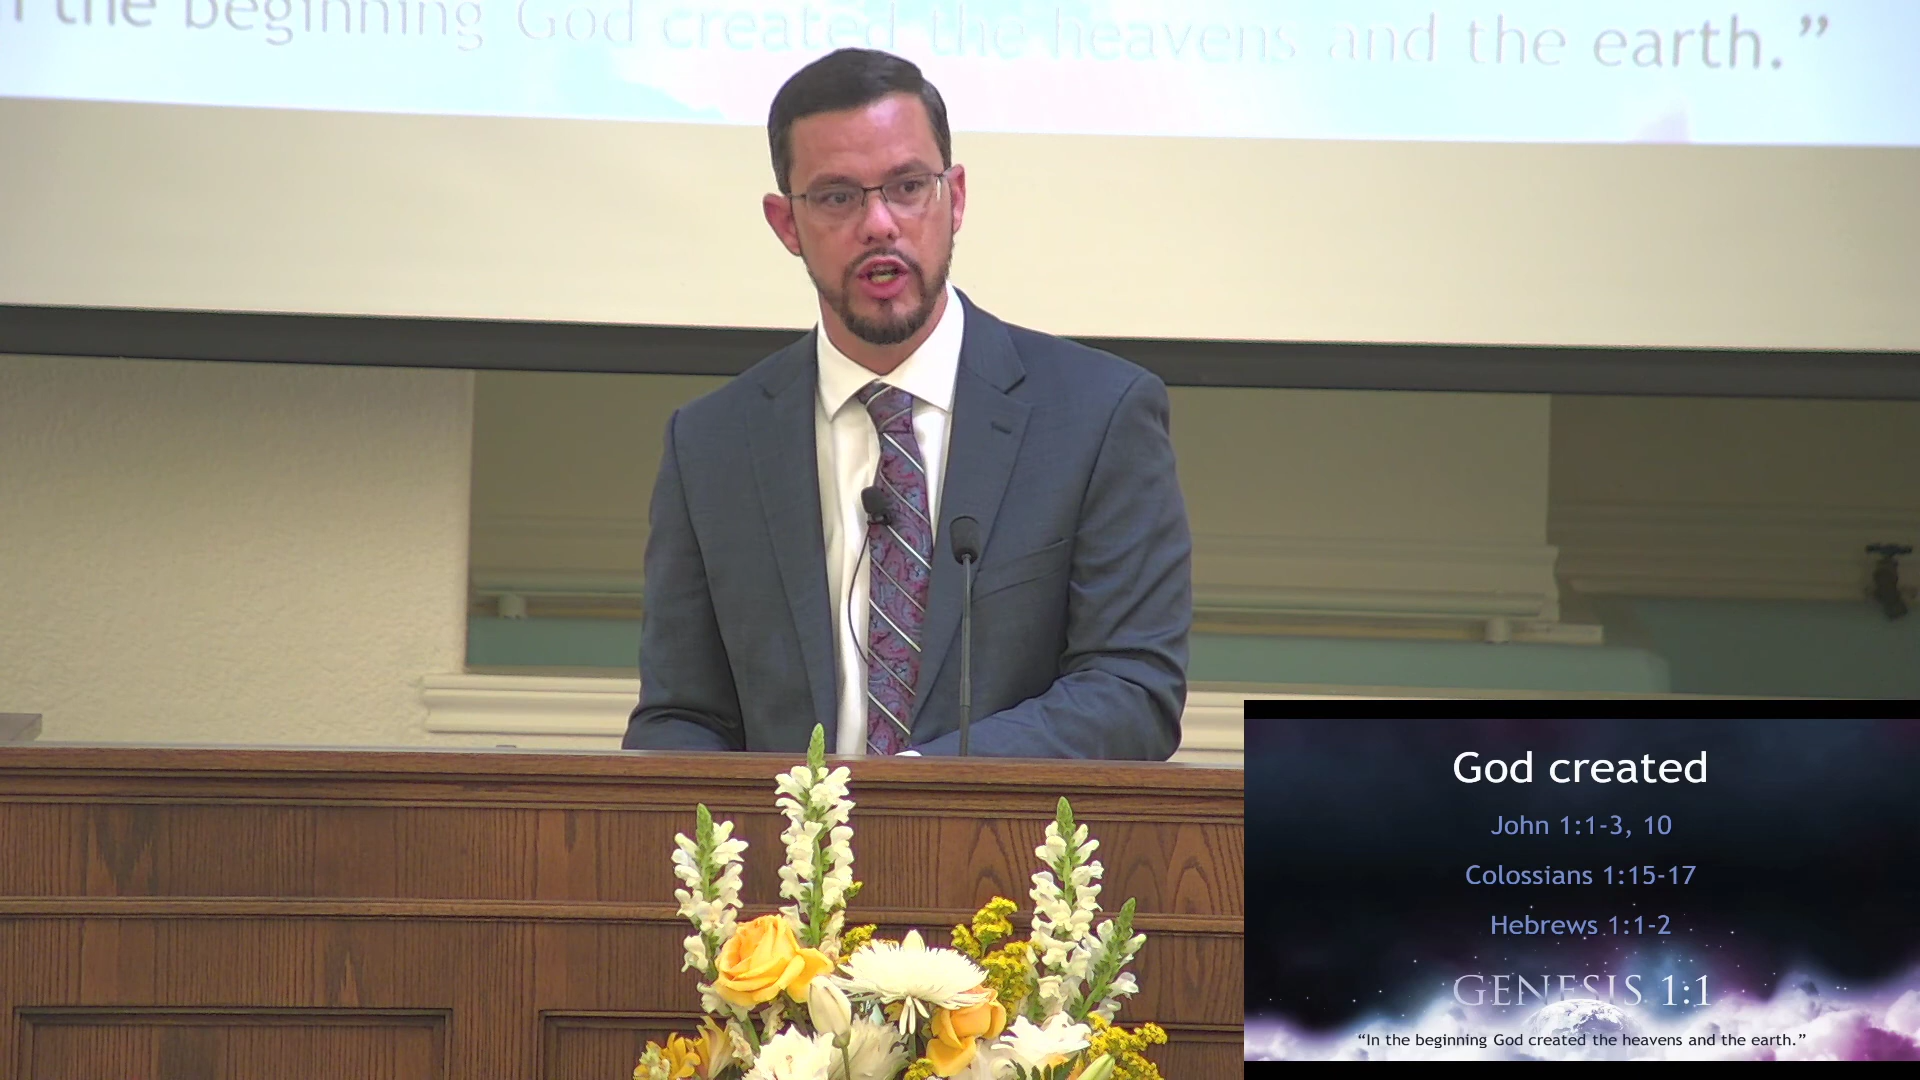 the beginning God created the heavens and the earth.”
God created
John 1:1-3, 10
Colossians 1:15-17
Hebrews 1:1-2
GENESIS 1:1
“In the beginning God created the heavens and the earth.”